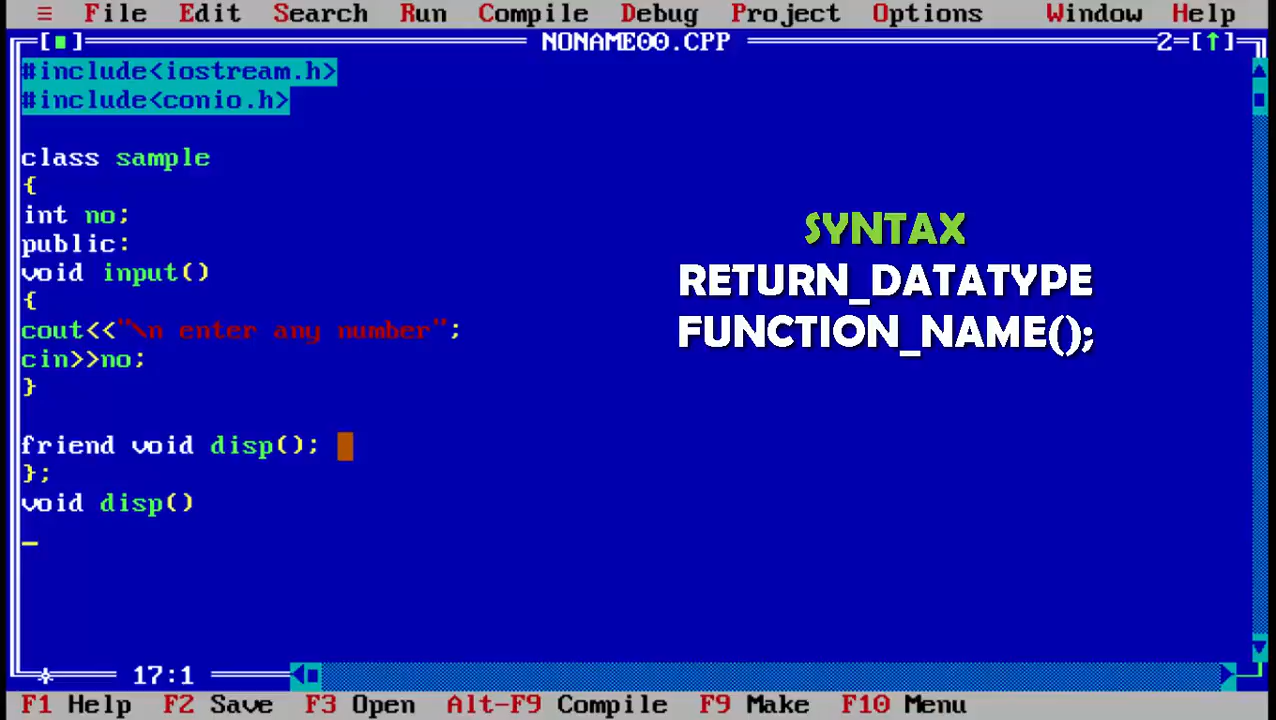 ≡ File Edit Search Run Compile Debug Project Options Window Help
[■] NONAME00.CPP 2=[↑]
#include<iostream.h>
#include<conio.h>
class sample
{
int no;
public:
void input()
{
cout<<"\n enter any number";
cin>>no;
}
friend void disp();
};
void disp()
SYNTAX
RETURN_DATATYPE
FUNCTION_NAME();
17:1
F1 Help F2 Save F3 Open Alt-F9 Compile F9 Make F10 Menu